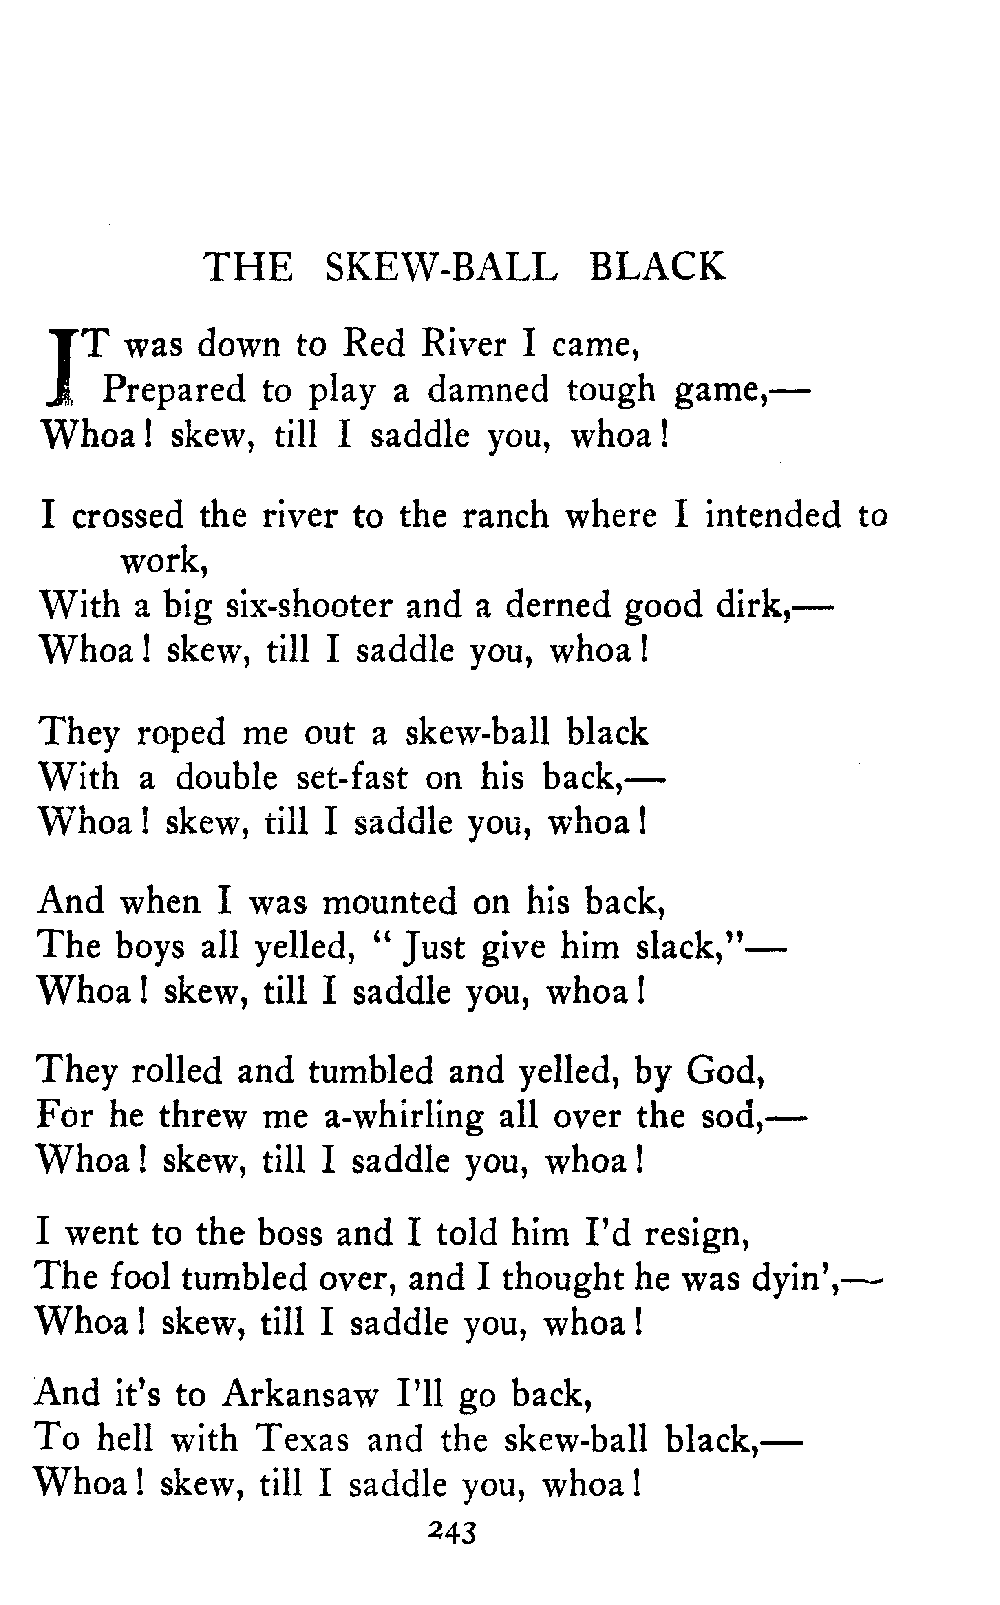 THE SKEW-BALL BLACK
IT was down to Red River I came,
Prepared to play a damned tough game,—
Whoa! skew, till I saddle you, whoa!
I crossed the river to the ranch where I intended to
work,
With a big six-shooter and a derned good dirk,—
Whoa! skew, till I saddle you, whoa!
They roped me out a skew-ball black
With a double set-fast on his back,—
Whoa! skew, till I saddle you, whoa!
And when I was mounted on his back,
The boys all yelled, “ Just give him slack,”—
Whoa! skew, till I saddle you, whoa!
They rolled and tumbled and yelled, by God,
For he threw me a-whirling all over the sod,—
Whoa! skew, till I saddle you, whoa!
I went to the boss and I told him I’d resign,
The fool tumbled over, and I thought he was dyin’,—
Whoa! skew, till I saddle you, whoa!
And it’s to Arkansaw I’ll go back,
To hell with Texas and the skew-ball black,—
Whoa! skew, till I saddle you, whoa!
243